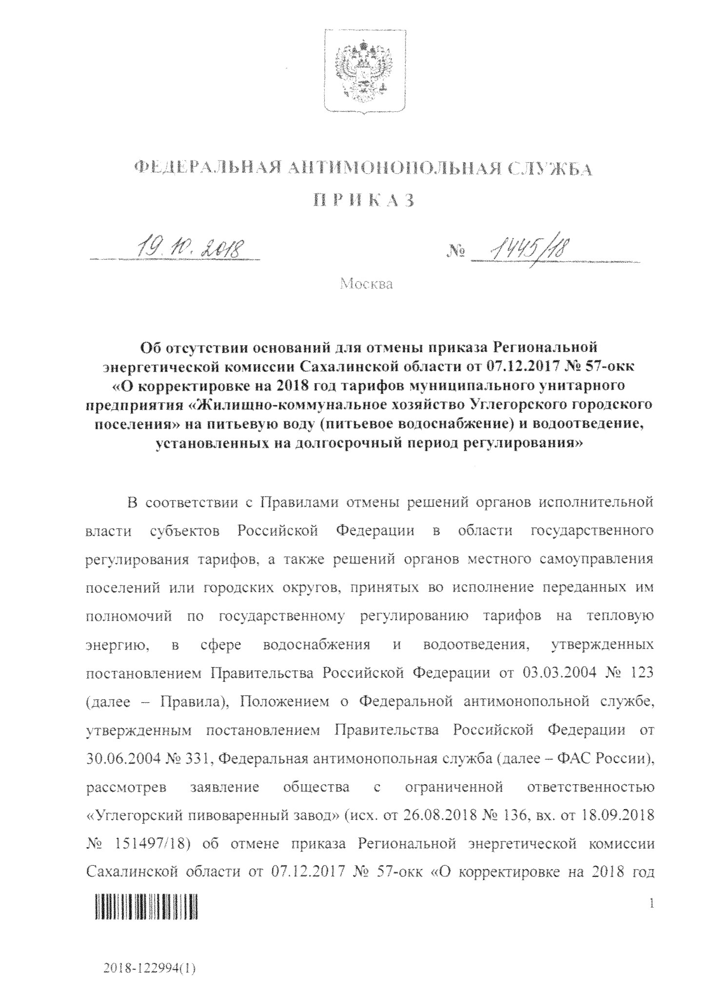 ФЕДЕРАЛЬНАЯ АНТИМОНОПОЛЬНАЯ СЛУЖБА
ПРИКАЗ
19.10.2018
№ 1445/18
Москва
Об отсутствии оснований для отмены приказа Региональной
энергетической комиссии Сахалинской области от 07.12.2017 № 57-окк
«О корректировке на 2018 год тарифов муниципального унитарного
предприятия «Жилищно-коммунальное хозяйство Углегорского городского
поселения» на питьевую воду (питьевое водоснабжение) и водоотведение,
установленных на долгосрочный период регулирования»
В соответствии с Правилами отмены решений органов исполнительной
власти субъектов Российской Федерации в области государственного
регулирования тарифов, а также решений органов местного самоуправления
поселений или городских округов, принятых во исполнение переданных им
полномочий по государственному регулированию тарифов на тепловую
энергию, в сфере водоснабжения и водоотведения, утвержденных
постановлением Правительства Российской Федерации от 03.03.2004 № 123
(далее – Правила), Положением о Федеральной антимонопольной службе,
утвержденным постановлением Правительства Российской Федерации от
30.06.2004 № 331, Федеральная антимонопольная служба (далее – ФАС России),
рассмотрев заявление общества с ограниченной ответственностью
«Углегорский пивоваренный завод» (исх. от 26.08.2018 № 136, вх. от 18.09.2018
№ 151497/18) об отмене приказа Региональной энергетической комиссии
Сахалинской области от 07.12.2017 № 57-окк «О корректировке на 2018 год
1
2018-122994(1)